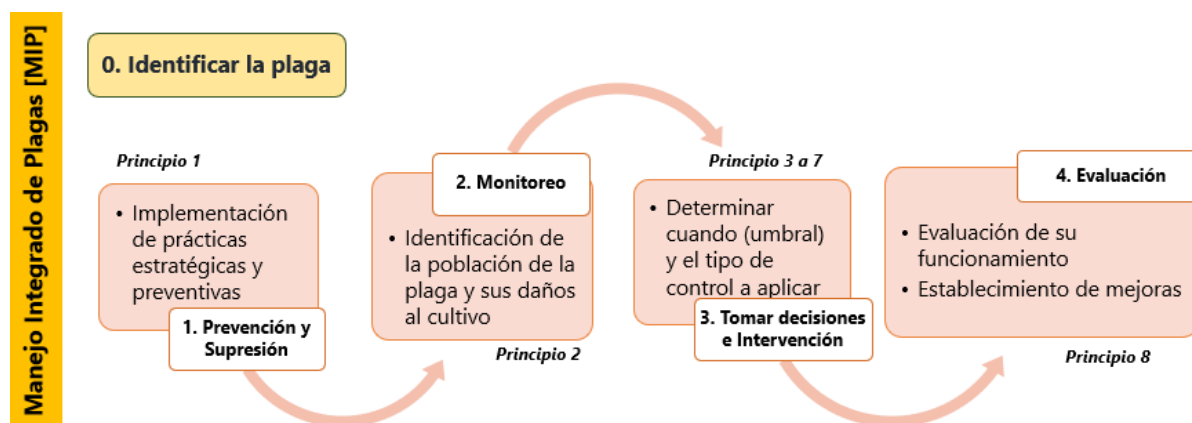 Manejo Integrado de Plagas [MIP]
0. Identificar la plaga
Principio 1
• Implementación
de prácticas
estratégicas y
preventivas
1. Prevención y
Supresión
2. Monitoreo
• Identificación de
la población de la
plaga y sus daños
al cultivo
Principio 2
Principio 3 a 7
• Determinar
cuando (umbral)
y el tipo de
control a aplicar
3. Tomar decisiones
e Intervención
4. Evaluación
• Evaluación de su
funcionamiento
• Establecimiento de mejoras
Principio 8